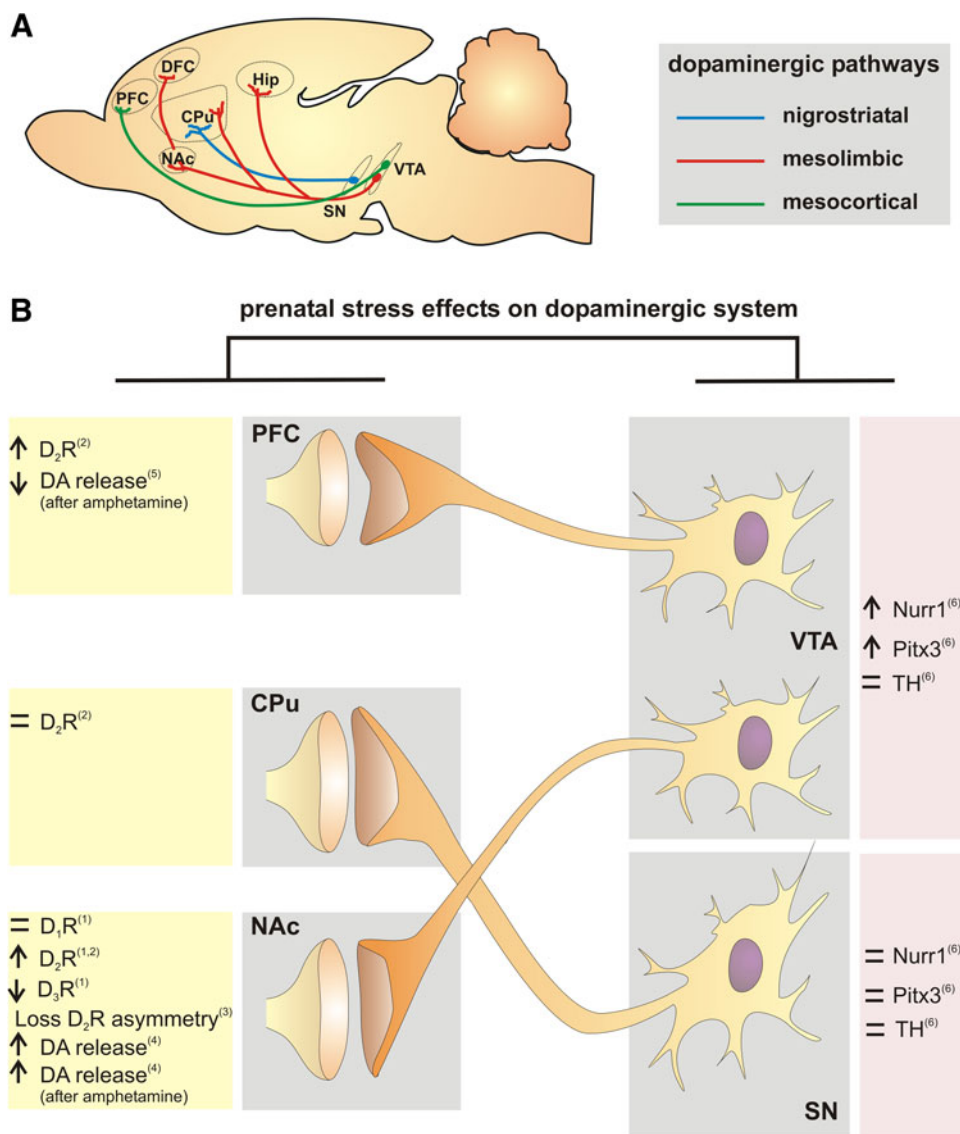 A
DFC
PFC
Hip
CPu
NAc
VTA
SN
dopaminergic pathways
nigrostriatal
mesolimbic
mesocortical
B
prenatal stress effects on dopaminergic system
↑ D₂R⁽²⁾
↓ DA release⁽⁵⁾
(after amphetamine)
PFC
VTA
↑ Nurr1⁽⁶⁾
↑ Pitx3⁽⁶⁾
= TH⁽⁶⁾
= D₂R⁽²⁾
CPu
= D₁R⁽¹⁾
↑ D₂R⁽¹,²⁾
↓ D₃R⁽¹⁾
Loss D₂R asymmetry⁽³⁾
↑ DA release⁽⁴⁾
↑ DA release⁽⁴⁾
(after amphetamine)
NAc
= Nurr1⁽⁶⁾
= Pitx3⁽⁶⁾
= TH⁽⁶⁾
SN